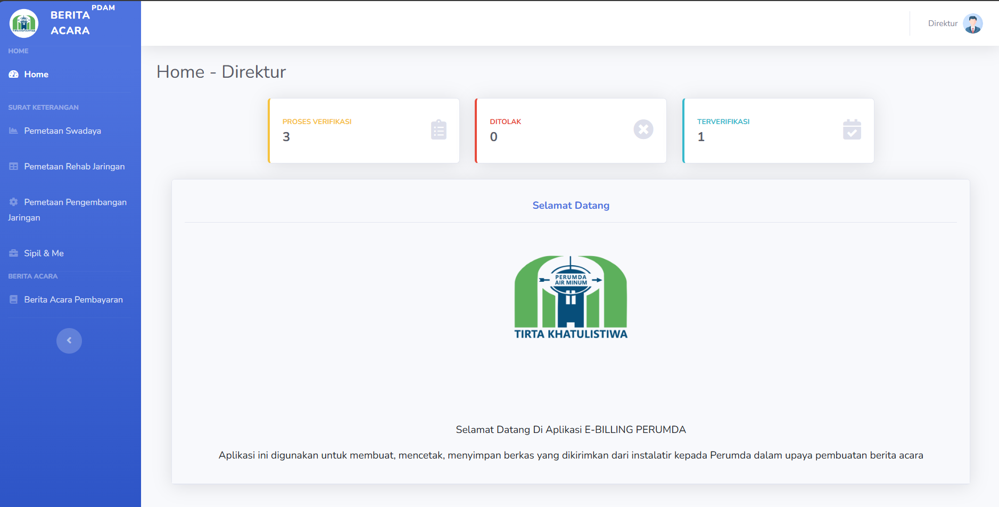 BERITA PDAM
ACARA
HOME
Home
SURAT KETERANGAN
Pemetaan Swadaya
Pemetaan Rehab Jaringan
Pemetaan Pengembangan
Jaringan
Sipil & Me
BERITA ACARA
Berita Acara Pembayaran
Direktur
Home - Direktur
PROSES VERIFIKASI
3
DITOLAK
0
TERVERIFIKASI
1
Selamat Datang
PERUMDA
AIR MINUM
TIRTA KHATULISTIWA
Selamat Datang Di Aplikasi E-BILLING PERUMDA
Aplikasi ini digunakan untuk membuat, mencetak, menyimpan berkas yang dikirimkan dari instalatir kepada Perumda dalam upaya pembuatan berita acara